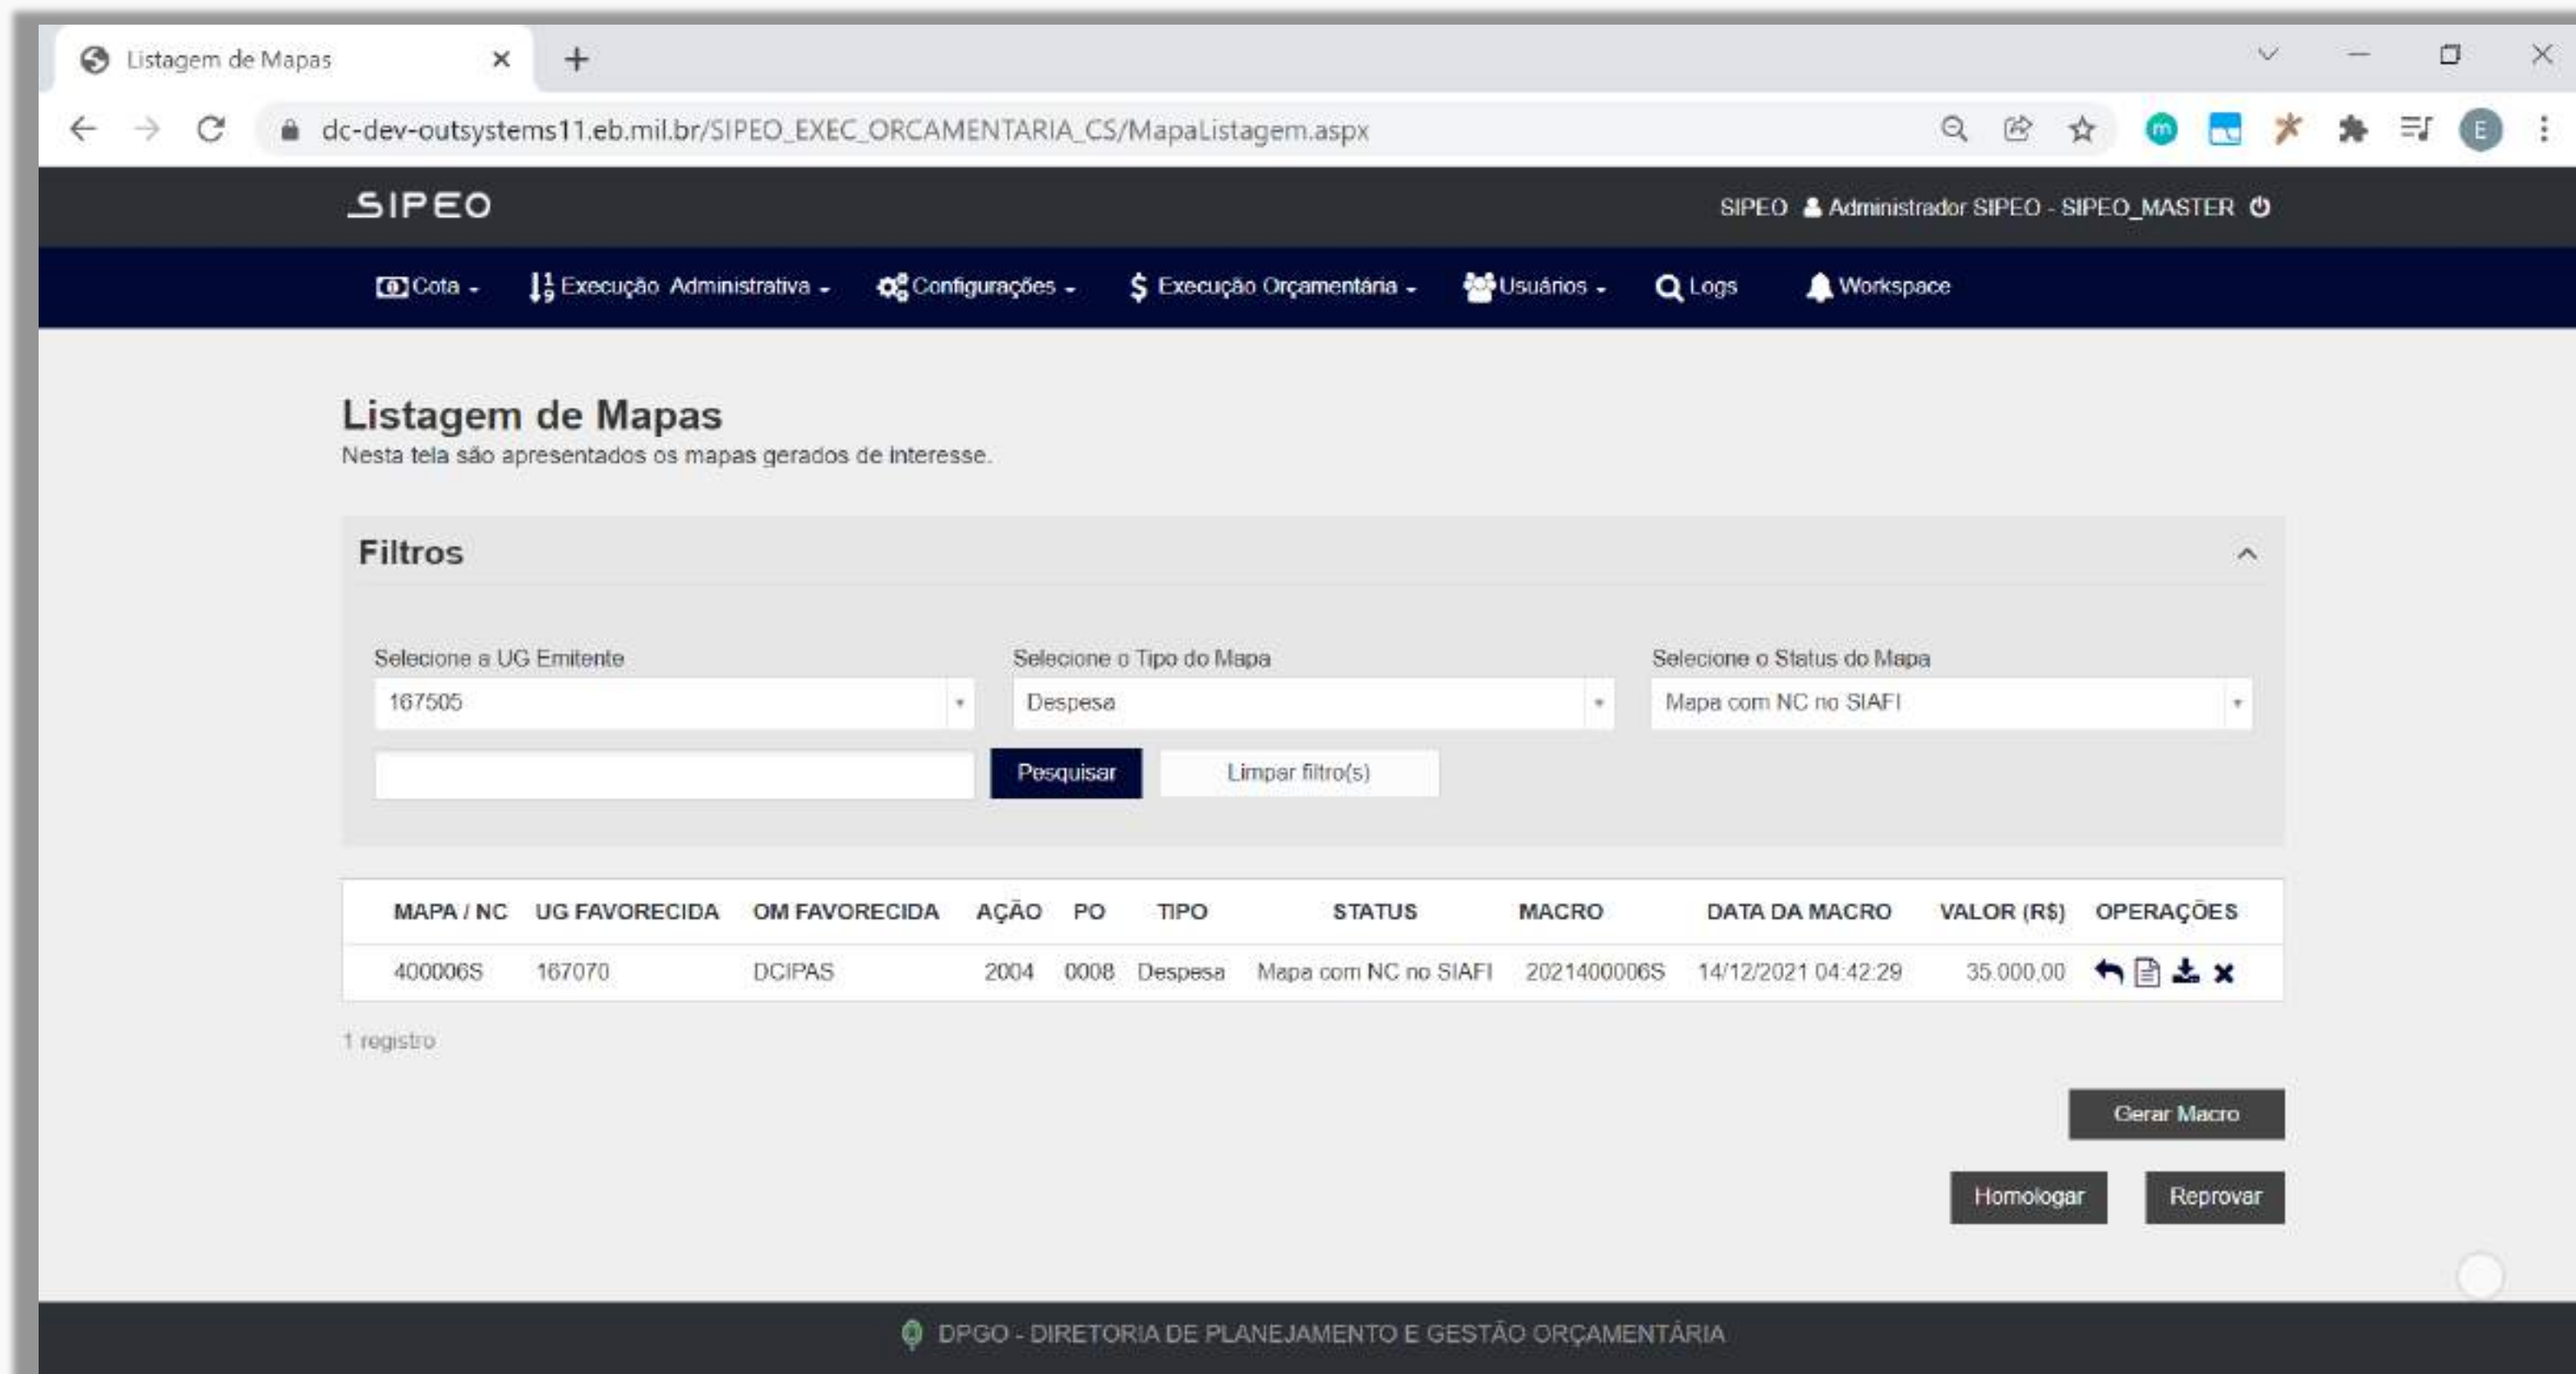 Listagem de Mapas
dc-dev-outsystems11.eb.mil.br/SIPEO_EXEC_ORCAMENTARIA_CS/MapaListagem.aspx
m
E
SIPEO
SIPEO Administrador SIPEO - SIPEO_MASTER
Cota Execução Administrativa Configurações $ Execução Orçamentária Usuários Logs Workspace
Listagem de Mapas
Nesta tela são apresentados os mapas gerados de interesse.
Filtros
Selecione a UG Emitente Selecione o Tipo do Mapa Selecione o Status do Mapa
167505 Despesa Mapa com NC no SIAFI
Pesquisar Limpar filtro(s)
MAPA / NC UG FAVORECIDA OM FAVORECIDA AÇÃO PO TIPO STATUS MACRO DATA DA MACRO VALOR (R$) OPERAÇÕES
400006S 167070 DCIPAS 2004 0008 Despesa Mapa com NC no SIAFI 2021400006S 14/12/2021 04:42:29 35.000,00
1 registro
Gerar Macro
Homologar Reprovar
DPGO - DIRETORIA DE PLANEJAMENTO E GESTÃO ORÇAMENTÁRIA